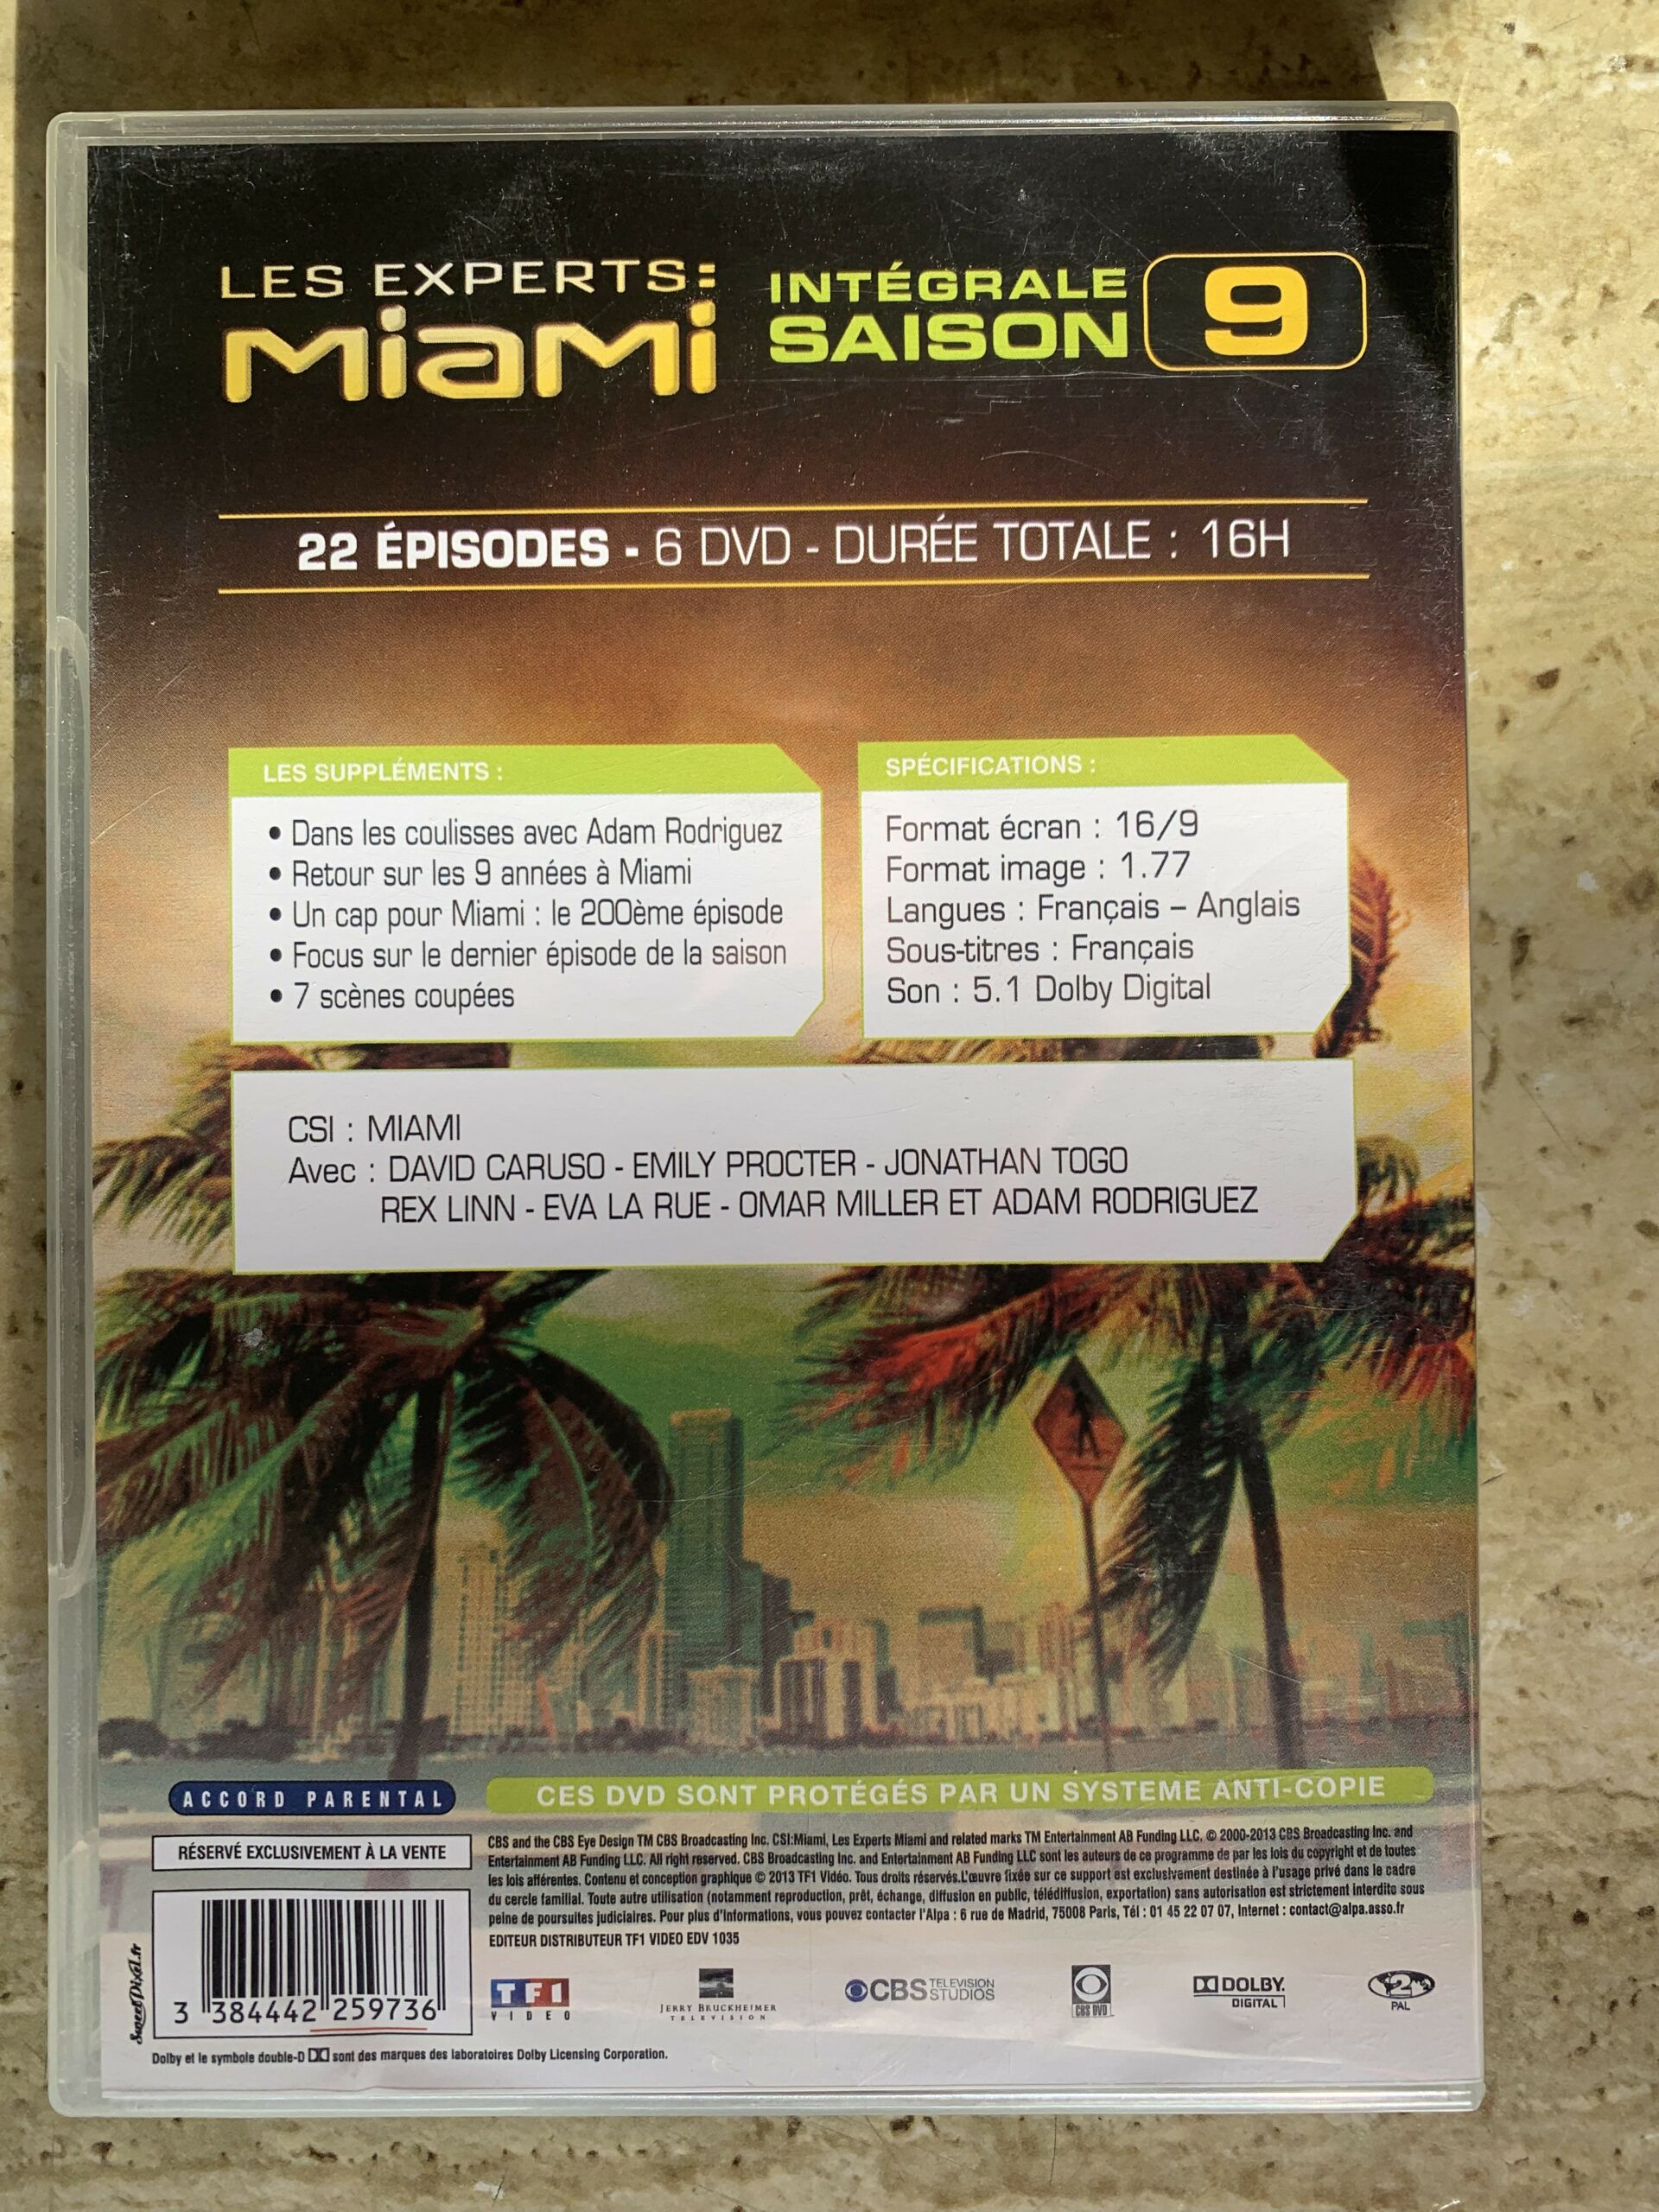 LES EXPERTS:
MIAMI
INTÉGRALE
SAISON
9
22 ÉPISODES - 6 DVD - DURÉE TOTALE : 16H
LES SUPPLÉMENTS :
• Dans les coulisses avec Adam Rodriguez
• Retour sur les 9 années à Miami
• Un cap pour Miami : le 200ème épisode
• Focus sur le dernier épisode de la saison
• 7 scènes coupées
SPÉCIFICATIONS :
Format écran : 16/9
Format image : 1.77
Langues : Français – Anglais
Sous-titres : Français
Son : 5.1 Dolby Digital
CSI : MIAMI
Avec : DAVID CARUSO - EMILY PROCTER - JONATHAN TOGO
REX LINN - EVA LA RUE - OMAR MILLER ET ADAM RODRIGUEZ
ACCORD PARENTAL
CES DVD SONT PROTÉGÉS PAR UN SYSTEME ANTI-COPIE
RÉSERVÉ EXCLUSIVEMENT À LA VENTE
CBS and the CBS Eye Design TM CBS Broadcasting Inc. CSI:Miami, Les Experts Miami and related marks TM Entertainment AB Funding LLC. © 2000-2013 CBS Broadcasting Inc. and
Entertainment AB Funding LLC. All right reserved. CBS Broadcasting Inc. and Entertainment AB Funding LLC sont les auteurs de ce programme de par les lois du copyright et de toutes
les lois afférentes. Contenu et conception graphique © 2013 TF1 Vidéo. Tous droits réservés.L'œuvre fixée sur ce support est exclusivement destinée à l'usage privé dans le cadre
du cercle familial. Toute autre utilisation (notamment reproduction, prêt, échange, diffusion en public, télédiffusion, exportation) sans autorisation est strictement interdite sous
peine de poursuites judiciaires. Pour plus d'informations, vous pouvez contacter l'Alpa : 6 rue de Madrid, 75008 Paris, Tél : 01 45 22 07 07, Internet : contact@alpa.asso.fr
EDITEUR DISTRIBUTEUR TF1 VIDEO EDV 1035
SweetPixel.fr
3 384442 259736
TF1
VIDEO
JERRY BRUCKHEIMER
TELEVISION
CBS TELEVISION
STUDIOS
CBS DVD
DOLBY.
DIGITAL
2
PAL
Dolby et le symbole double-D sont des marques des laboratoires Dolby Licensing Corporation.